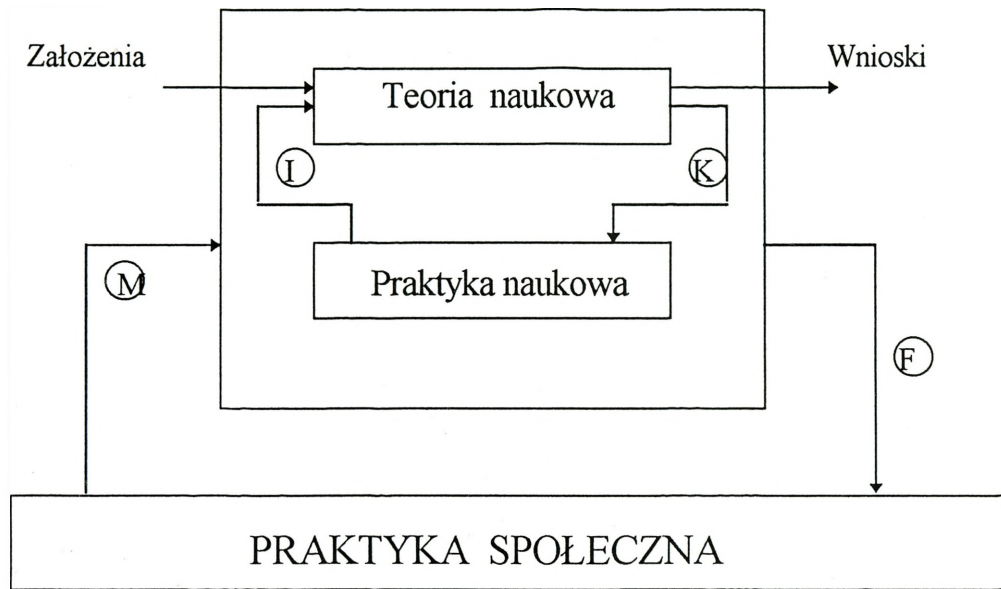 Założenia
Wnioski
Teoria naukowa
I
K
Praktyka naukowa
M
F
PRAKTYKA SPOŁECZNA